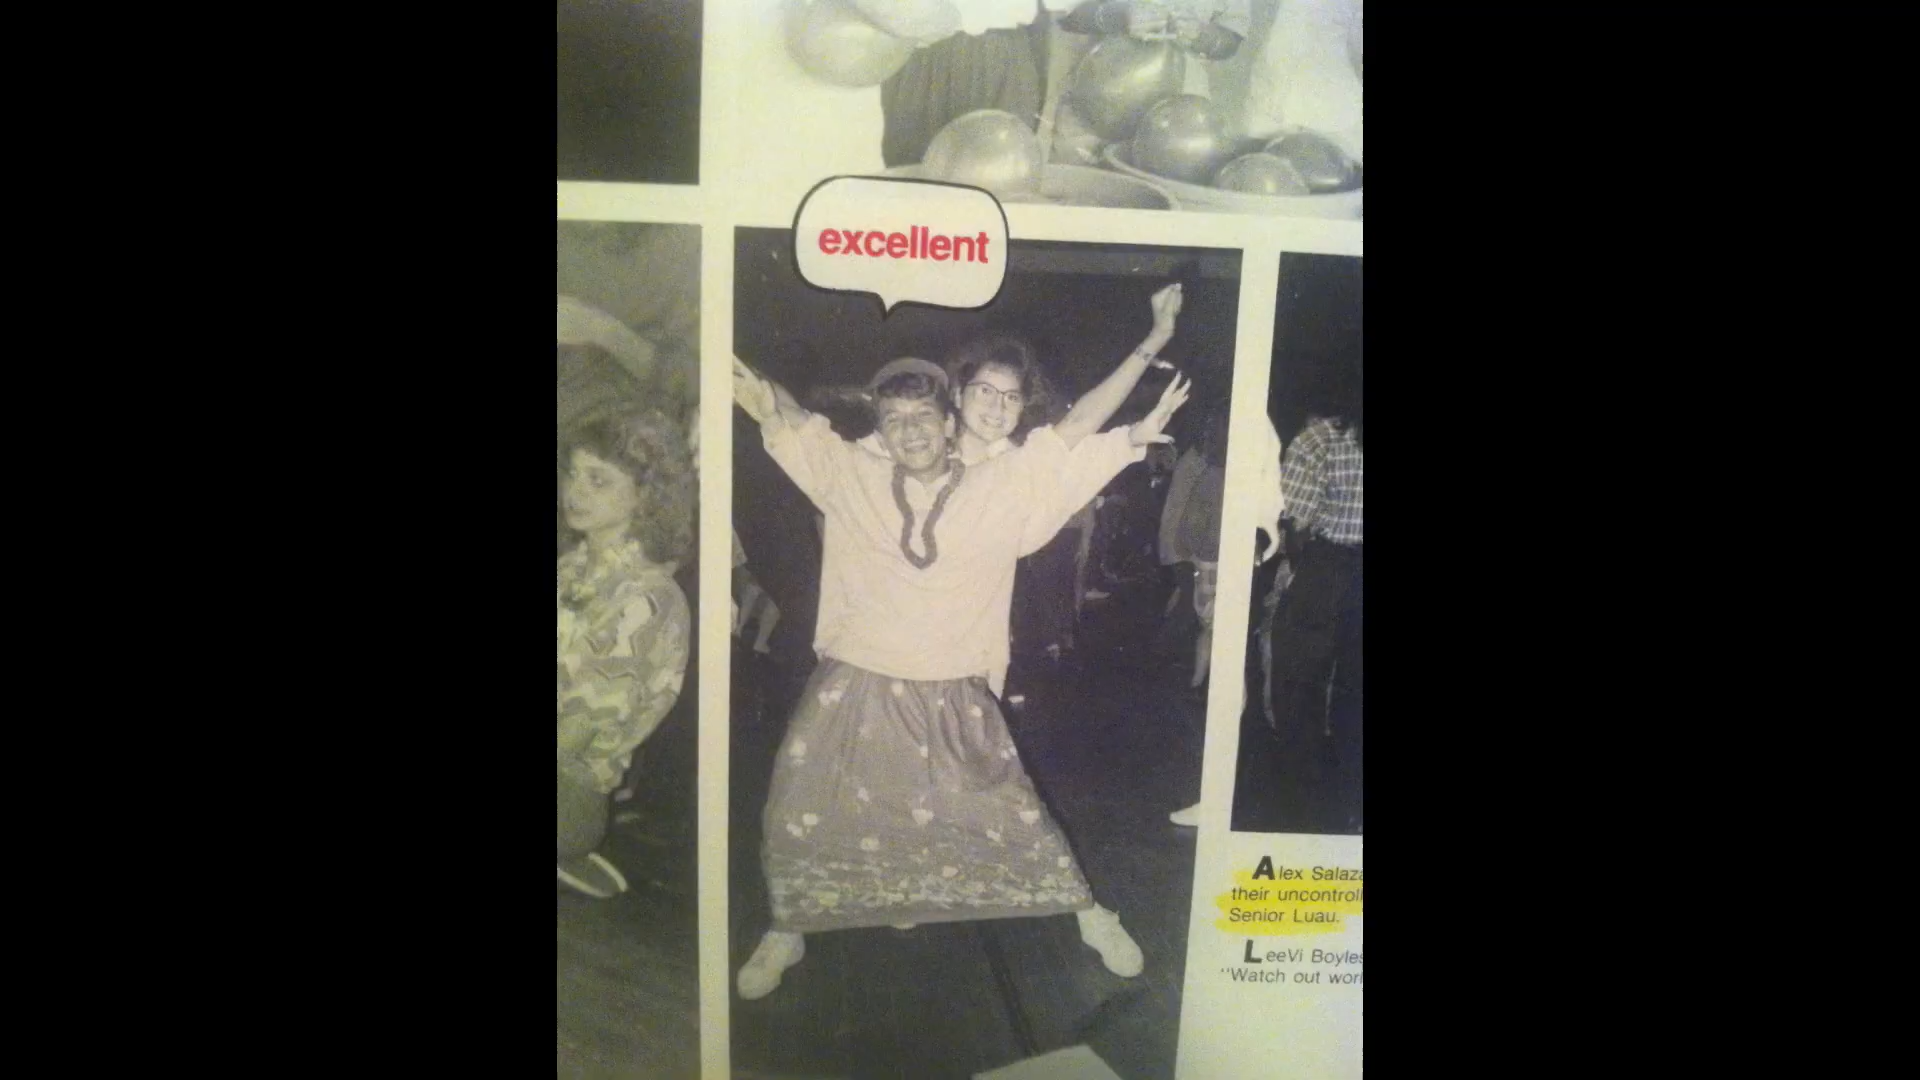 excellent
Alex Salaza
their uncontroll
Senior Luau.
LeeVi Boyles
"Watch out worl